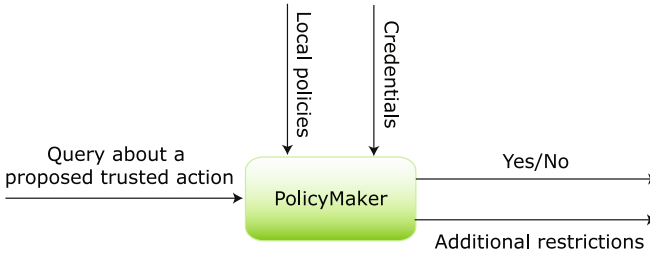 Local policies
Credentials
Query about a
proposed trusted action
PolicyMaker
Yes/No
Additional restrictions